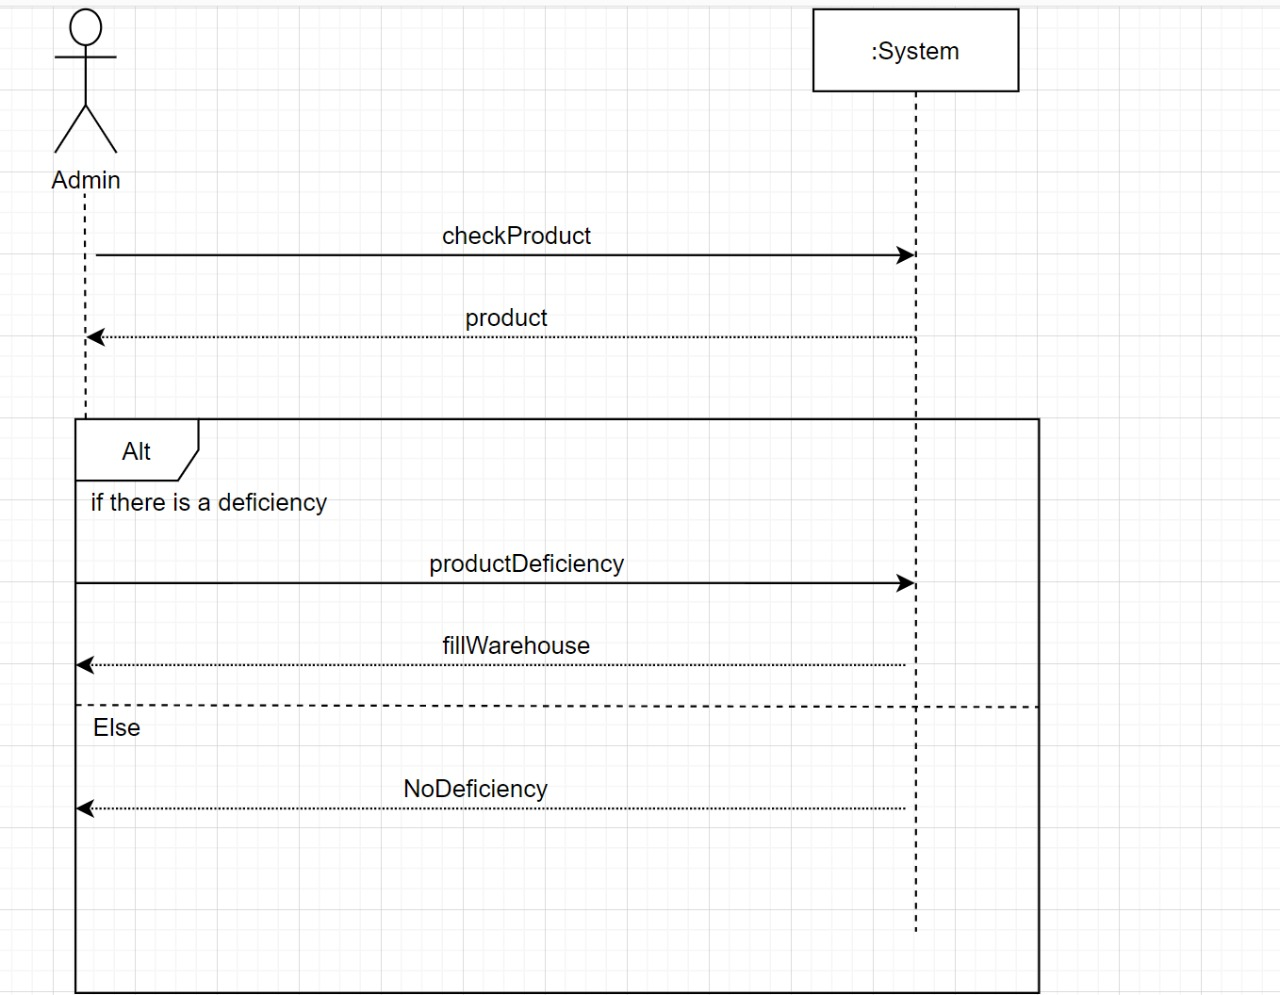 :System
Admin
checkProduct
product
Alt
if there is a deficiency
productDeficiency
fillWarehouse
Else
NoDeficiency